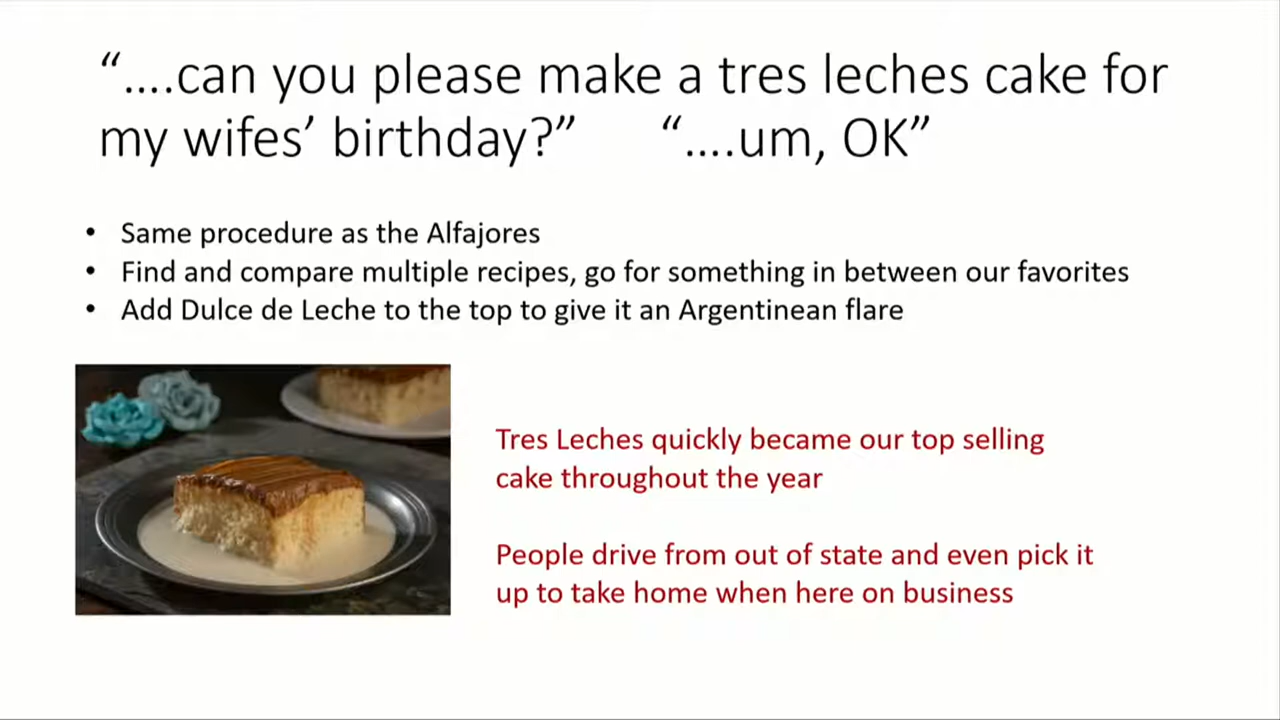 “….can you please make a tres leches cake for
my wifes’ birthday?” “….um, OK”
• Same procedure as the Alfajores
• Find and compare multiple recipes, go for something in between our favorites
• Add Dulce de Leche to the top to give it an Argentinean flare
Tres Leches quickly became our top selling
cake throughout the year
People drive from out of state and even pick it
up to take home when here on business